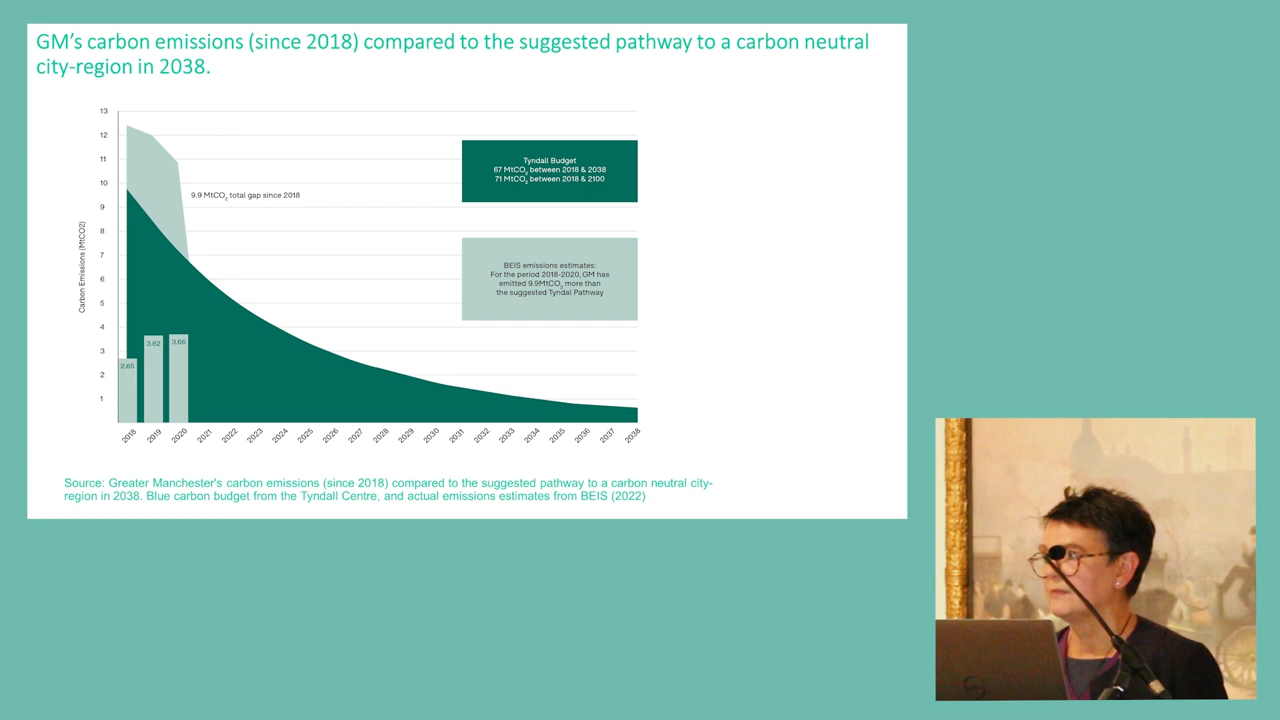 GM's carbon emissions (since 2018) compared to the suggested pathway to a carbon neutral
city-region in 2038.
13
12
11
10
9
8
7
6
5
4
3
2
1
Carbon Emissions (MtCO2)
9.9 MtCO2 total gap since 2018
Tyndall Budget
67 MtCO2 between 2018 & 2038
71 MtCO2 between 2018 & 2100
BEIS emissions estimates:
For the period 2018-2020, GM has
emitted 9.9MtCO2 more than
the suggested Tyndal Pathway
2.65
3.62
3.66
2018 2019 2020 2021 2022 2023 2024 2025 2026 2027 2028 2029 2030 2031 2032 2033 2034 2035 2036 2037 2038
Source: Greater Manchester's carbon emissions (since 2018) compared to the suggested pathway to a carbon neutral city-
region in 2038. Blue carbon budget from the Tyndall Centre, and actual emissions estimates from BEIS (2022)